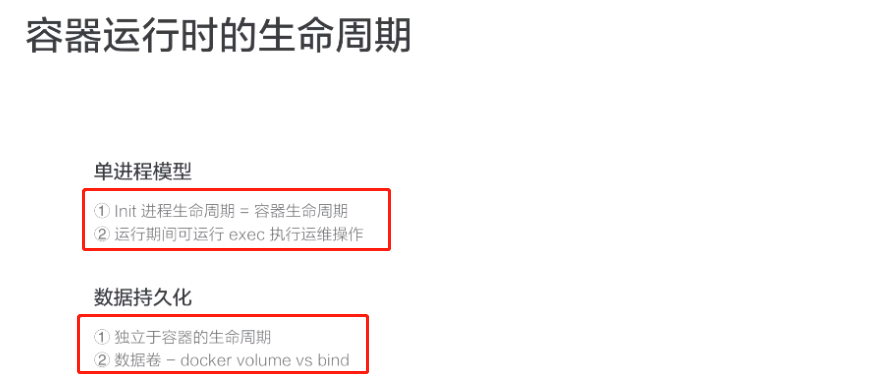 容器运行时的生命周期
单进程模型
① Init 进程生命周期 = 容器生命周期
② 运行期间可运行 exec 执行运维操作
数据持久化
① 独立于容器的生命周期
② 数据卷 – docker volume vs bind